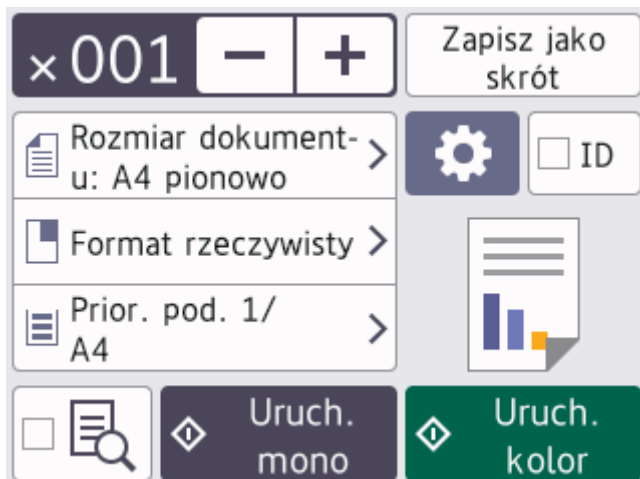 ×001 − +
Zapisz jako
skrót
Rozmiar dokument-
u: A4 pionowo
ID
Format rzeczywisty
Prior. pod. 1/
A4
Uruch.
mono
Uruch.
kolor